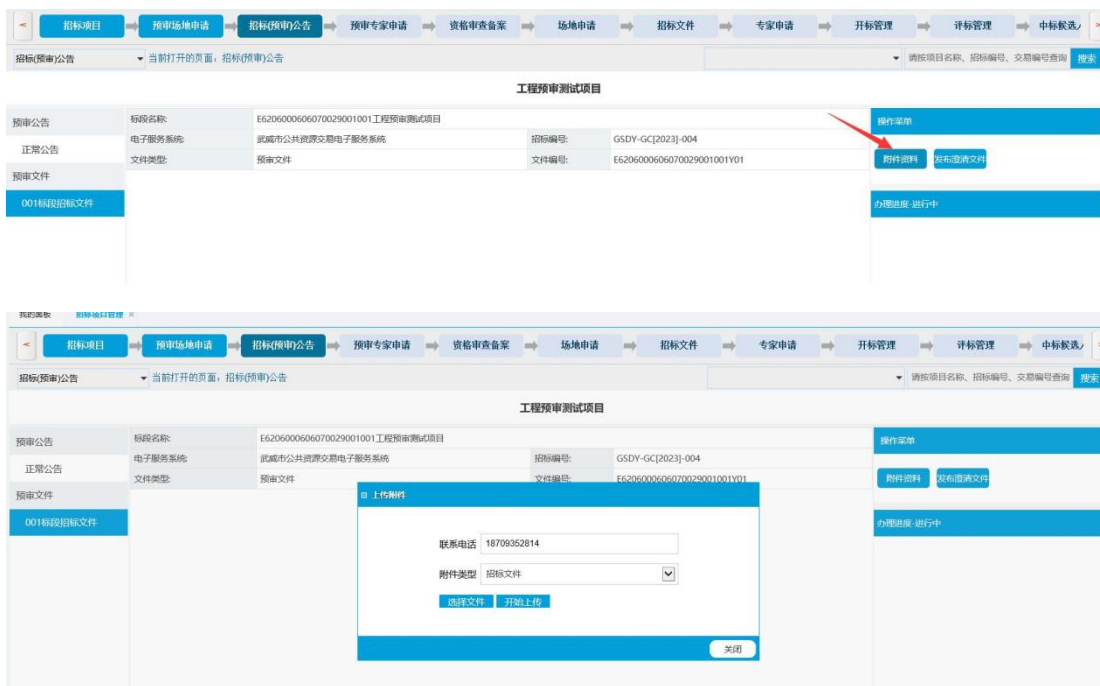 < 招标项目 预审场地申请 招标(预审)公告 预审专家申请 资格审查备案 场地申请 招标文件 专家申请 开标管理 评标管理 中标候选
招标(预审)公告 当前打开的页面，招标(预审)公告 请按项目名称、招标编号、交易编号查询 搜索
工程预审测试项目
预审公告 标段名称: E6206000606070029001001工程预审测试项目 操作菜单
正常公告 电子服务系统: 武威市公共资源交易电子服务系统 招标编号: GSDY-GC[2023]-004
文件类型: 预审文件 文件编号: E6206000606070029001001Y01 附件资料 发布澄清文件
预审文件
001标段招标文件 办理进度-进行中
我的面板 招标项目管理 ×
< 招标项目 预审场地申请 招标(预审)公告 预审专家申请 资格审查备案 场地申请 招标文件 专家申请 开标管理 评标管理 中标候选
招标(预审)公告 当前打开的页面，招标(预审)公告 请按项目名称、招标编号、交易编号查询 搜索
工程预审测试项目
预审公告 标段名称: E6206000606070029001001工程预审测试项目 操作菜单
正常公告 电子服务系统: 武威市公共资源交易电子服务系统 招标编号: GSDY-GC[2023]-004
文件类型: 预审文件 文件编号: E6206000606070029001001Y01 附件资料 发布澄清文件
预审文件
上传附件
001标段招标文件 办理进度-进行中
联系电话 18709352814
附件类型 招标文件
选择文件 开始上传
关闭